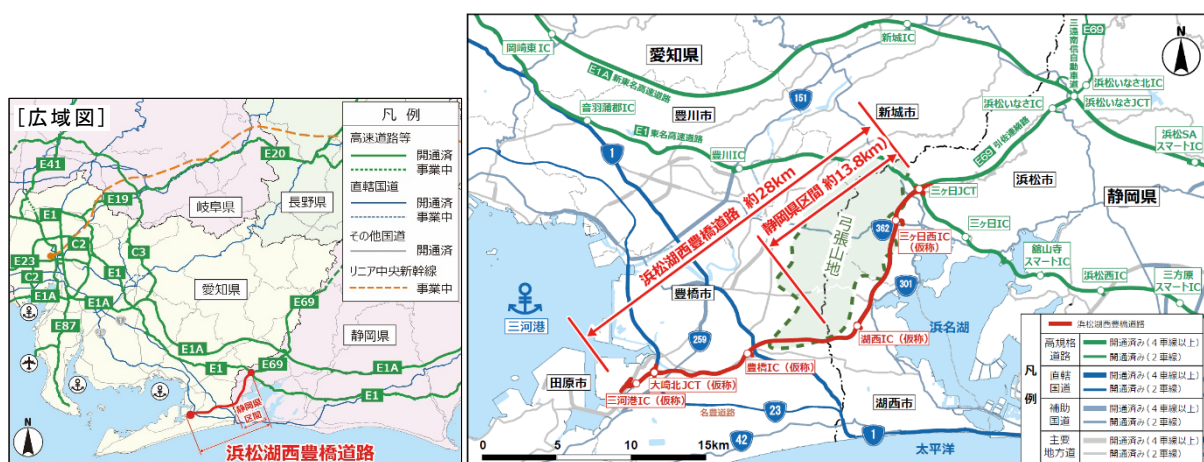 [広域図]
凡 例
高速道路等
開通済
事業中
直轄国道
開通済
事業中
その他国道
開通済
リニア中央新幹線
事業中
E41
E1
E19
E20
岐阜県
長野県
C2
C3
E23
C2
E1
E1A
E1A
愛知県
E87
E69
静岡県
E1A
E1
E69
E1A
E1
静岡県
区間
N
浜松湖西豊橋道路
愛知県
岡崎東IC
E1A 新東名高速道路
新城IC
三遠南信自動車道
E69
N
音羽蒲郡IC
豊川市
151
新城市
浜松いなさ北IC
浜松いなさIC
浜松いなさJCT
E1 東名高速道路
1
豊川IC
E69 引佐連絡路
浜松SA
スマートIC
浜松湖西豊橋道路 約28km
静岡県区間 約13.8km
三ヶ日JCT
浜松市
静岡県
弓張山地
362
三ヶ日西IC
(仮称)
三ヶ日IC
舘山寺
スマートIC
浜松西IC
三方原
スマートIC
三河港
豊橋市
301
浜名湖
259
湖西IC(仮称)
豊橋IC(仮称)
田原市
大崎北JCT(仮称)
三河港IC(仮称)
湖西市
名豊道路
23
42
1
太平洋
0 5 10 15km
凡例
浜松湖西豊橋道路
高規格
道路
開通済み(4車線以上)
開通済み(2車線)
直轄
国道
開通済み(4車線以上)
開通済み(2車線)
補助
国道
開通済み(4車線以上)
開通済み(2車線)
主要
地方道
開通済み(4車線以上)
開通済み(2車線)